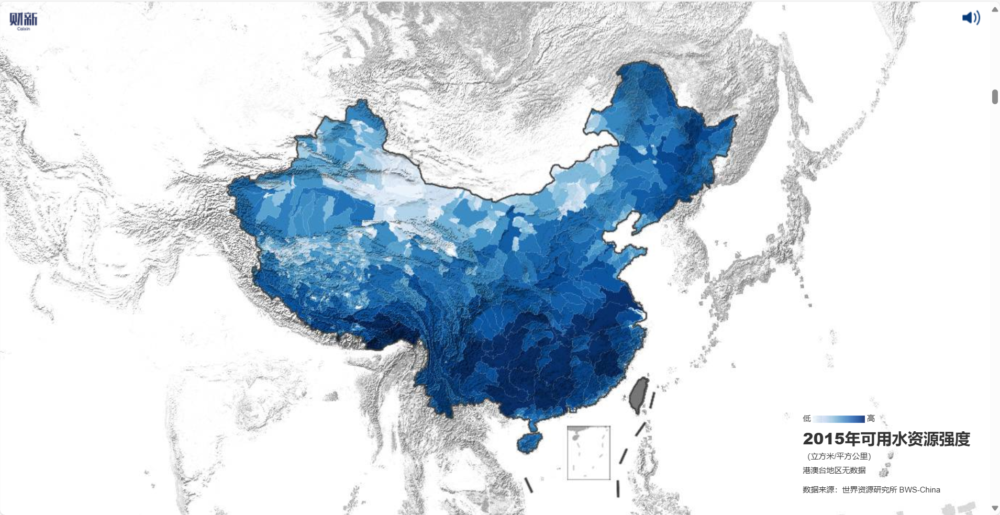 财新
Caixin
低 高
2015年可用水资源强度
（立方米/平方公里）
港澳台地区无数据
数据来源：世界资源研究所 BWS-China